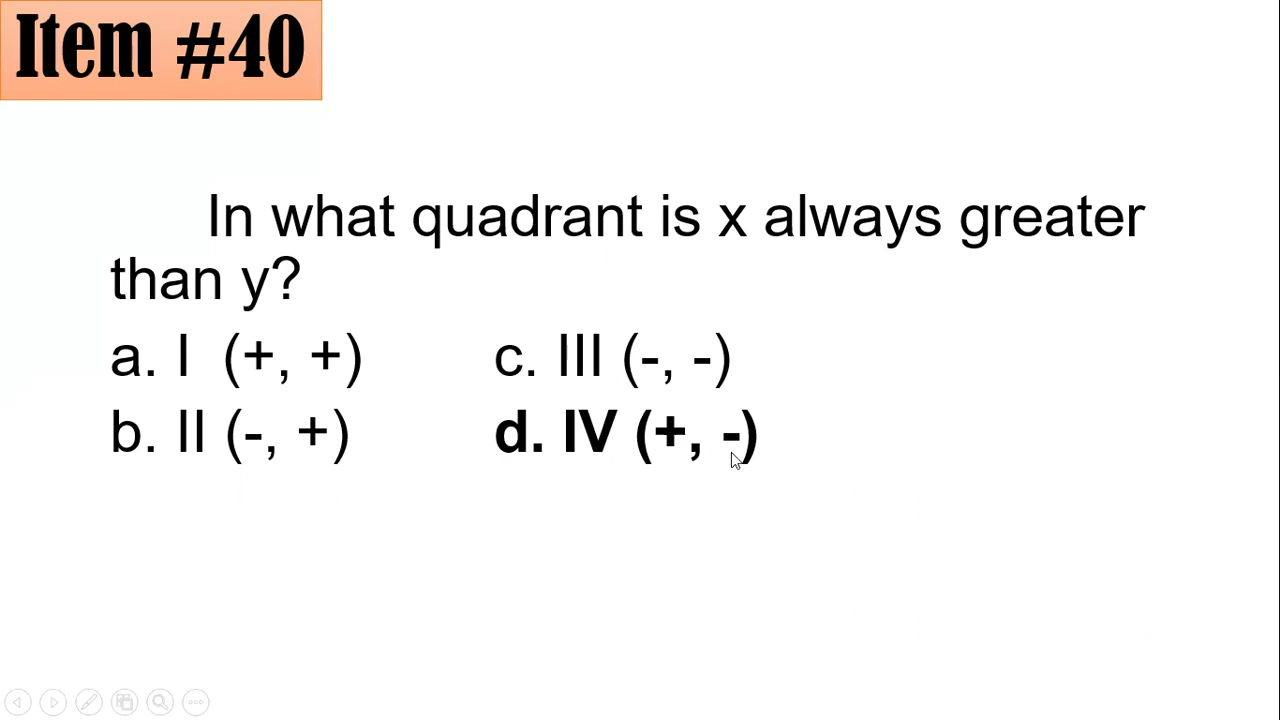 Item #40
In what quadrant is x always greater
than y?
a. I (+, +) c. III (-, -)
b. II (-, +) d. IV (+, -)